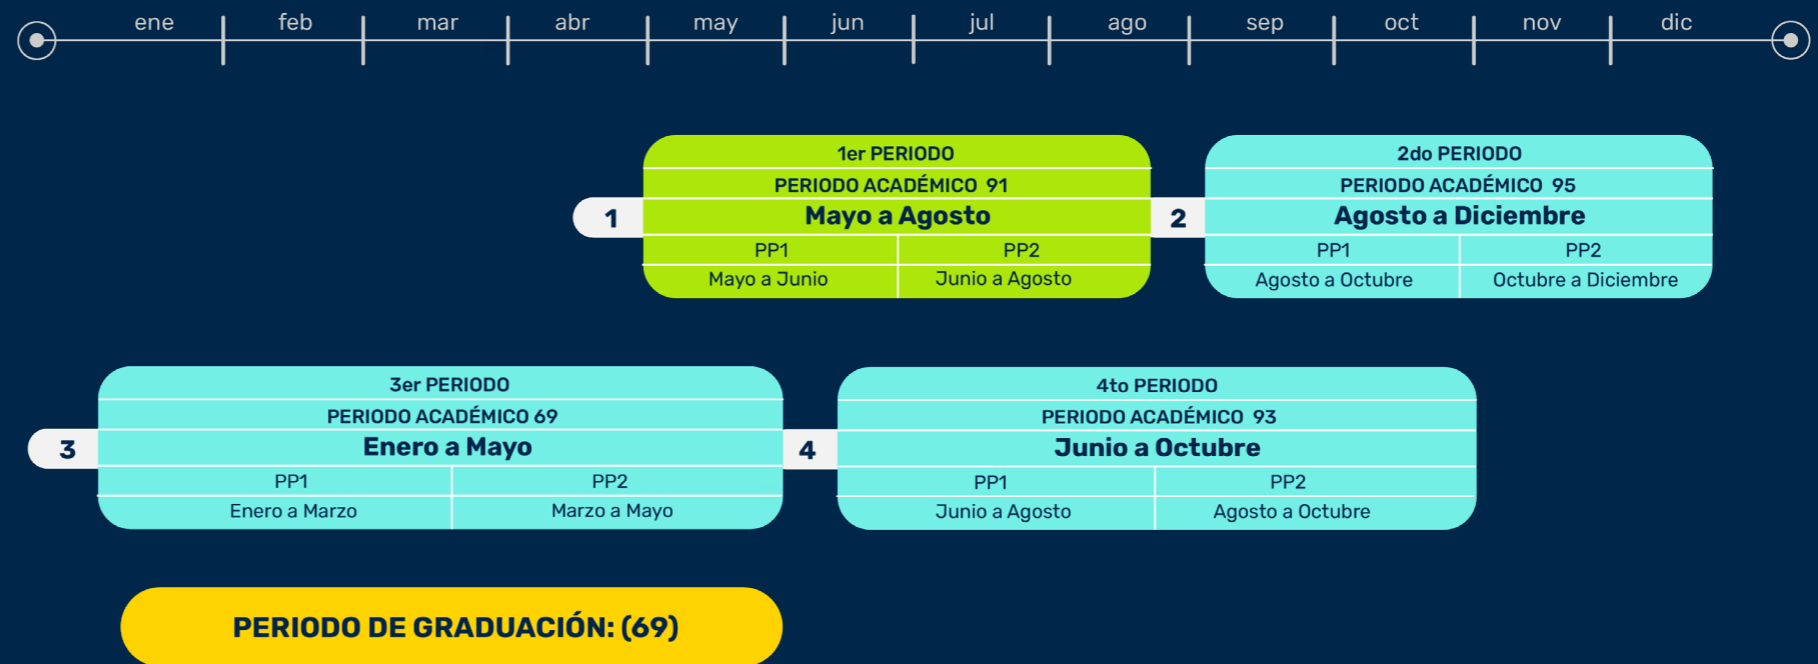 ene feb mar abr may jun jul ago sep oct nov dic
1
1er PERIODO
PERIODO ACADÉMICO 91
Mayo a Agosto
PP1 PP2
Mayo a Junio Junio a Agosto
2
2do PERIODO
PERIODO ACADÉMICO 95
Agosto a Diciembre
PP1 PP2
Agosto a Octubre Octubre a Diciembre
3
3er PERIODO
PERIODO ACADÉMICO 69
Enero a Mayo
PP1 PP2
Enero a Marzo Marzo a Mayo
4
4to PERIODO
PERIODO ACADÉMICO 93
Junio a Octubre
PP1 PP2
Junio a Agosto Agosto a Octubre
PERIODO DE GRADUACIÓN: (69)